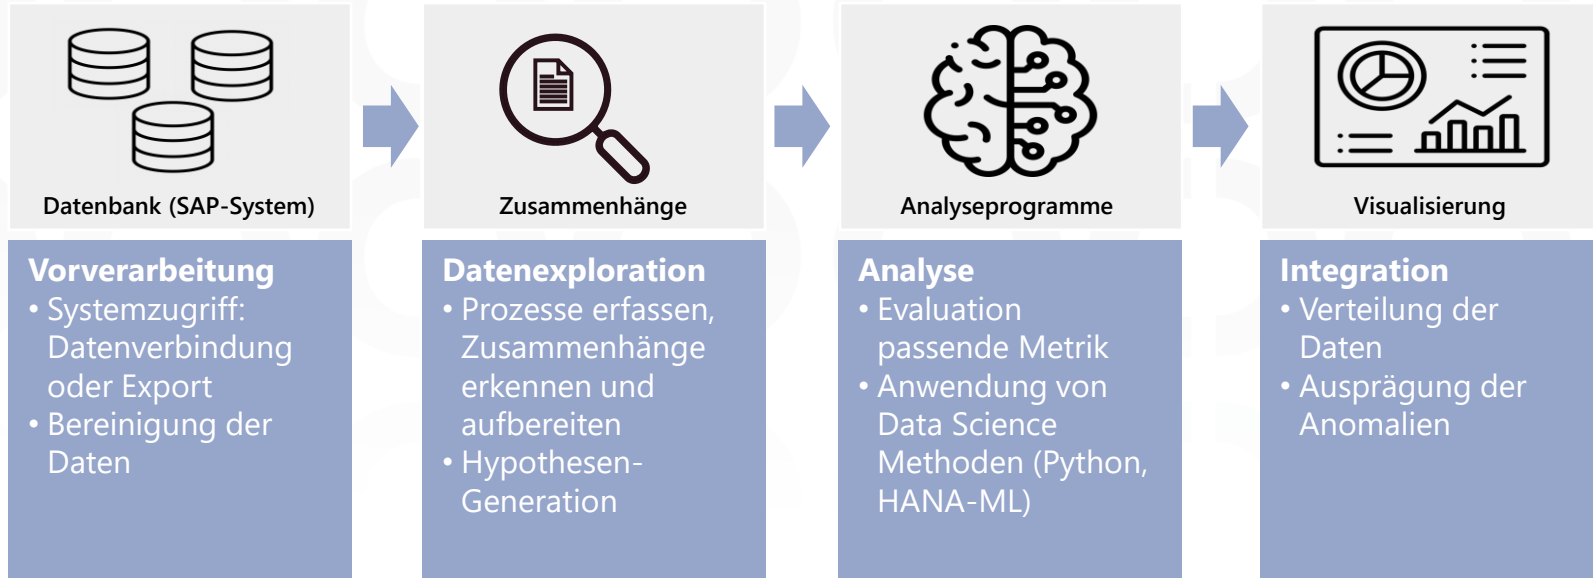 Datenbank (SAP-System)
Zusammenhänge
Analyseprogramme
Visualisierung
Vorverarbeitung
• Systemzugriff:
Datenverbindung
oder Export
• Bereinigung der
Daten
Datenexploration
• Prozesse erfassen,
Zusammenhänge
erkennen und
aufbereiten
• Hypothesen-
Generation
Analyse
• Evaluation
passende Metrik
• Anwendung von
Data Science
Methoden (Python,
HANA-ML)
Integration
• Verteilung der
Daten
• Ausprägung der
Anomalien